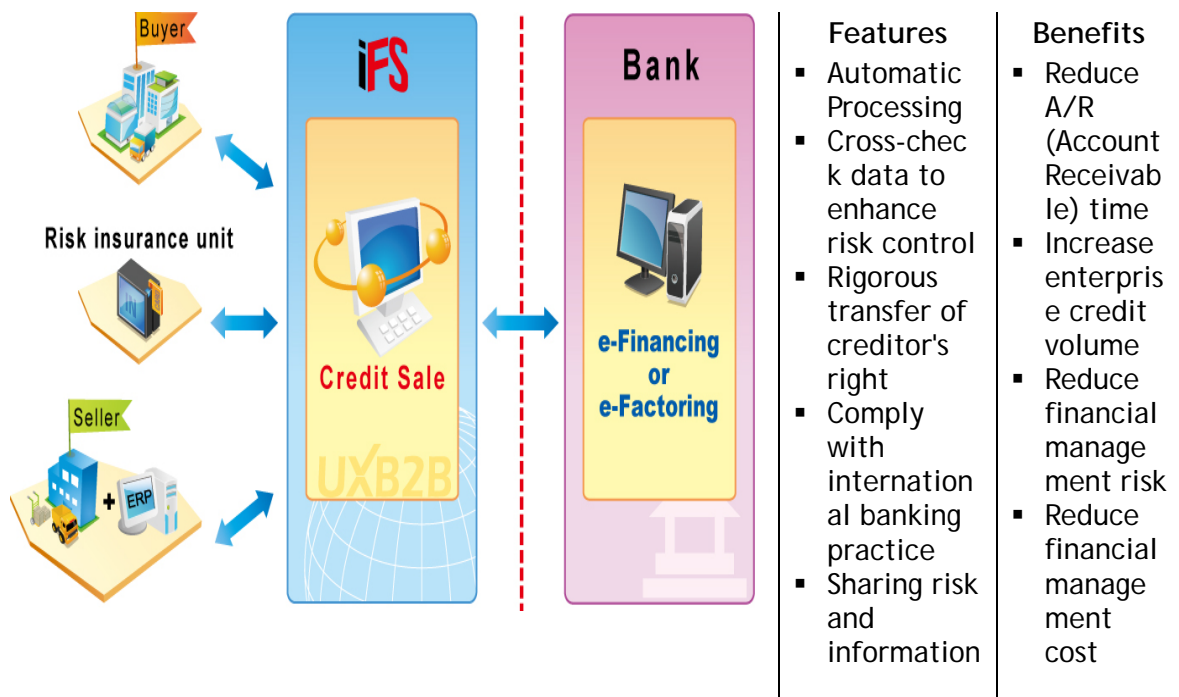 Buyer
Risk insurance unit
Seller
+
ERP
iFS
Credit Sale
UXB2B
Bank
e-Financing
or
e-Factoring
Features
▪ Automatic
Processing
▪ Cross-chec
k data to
enhance
risk control
▪ Rigorous
transfer of
creditor's
right
▪ Comply
with
internation
al banking
practice
▪ Sharing risk
and
information
Benefits
▪ Reduce
A/R
(Account
Receivab
le) time
▪ Increase
enterpris
e credit
volume
▪ Reduce
financial
manage
ment risk
▪ Reduce
financial
manage
ment
cost